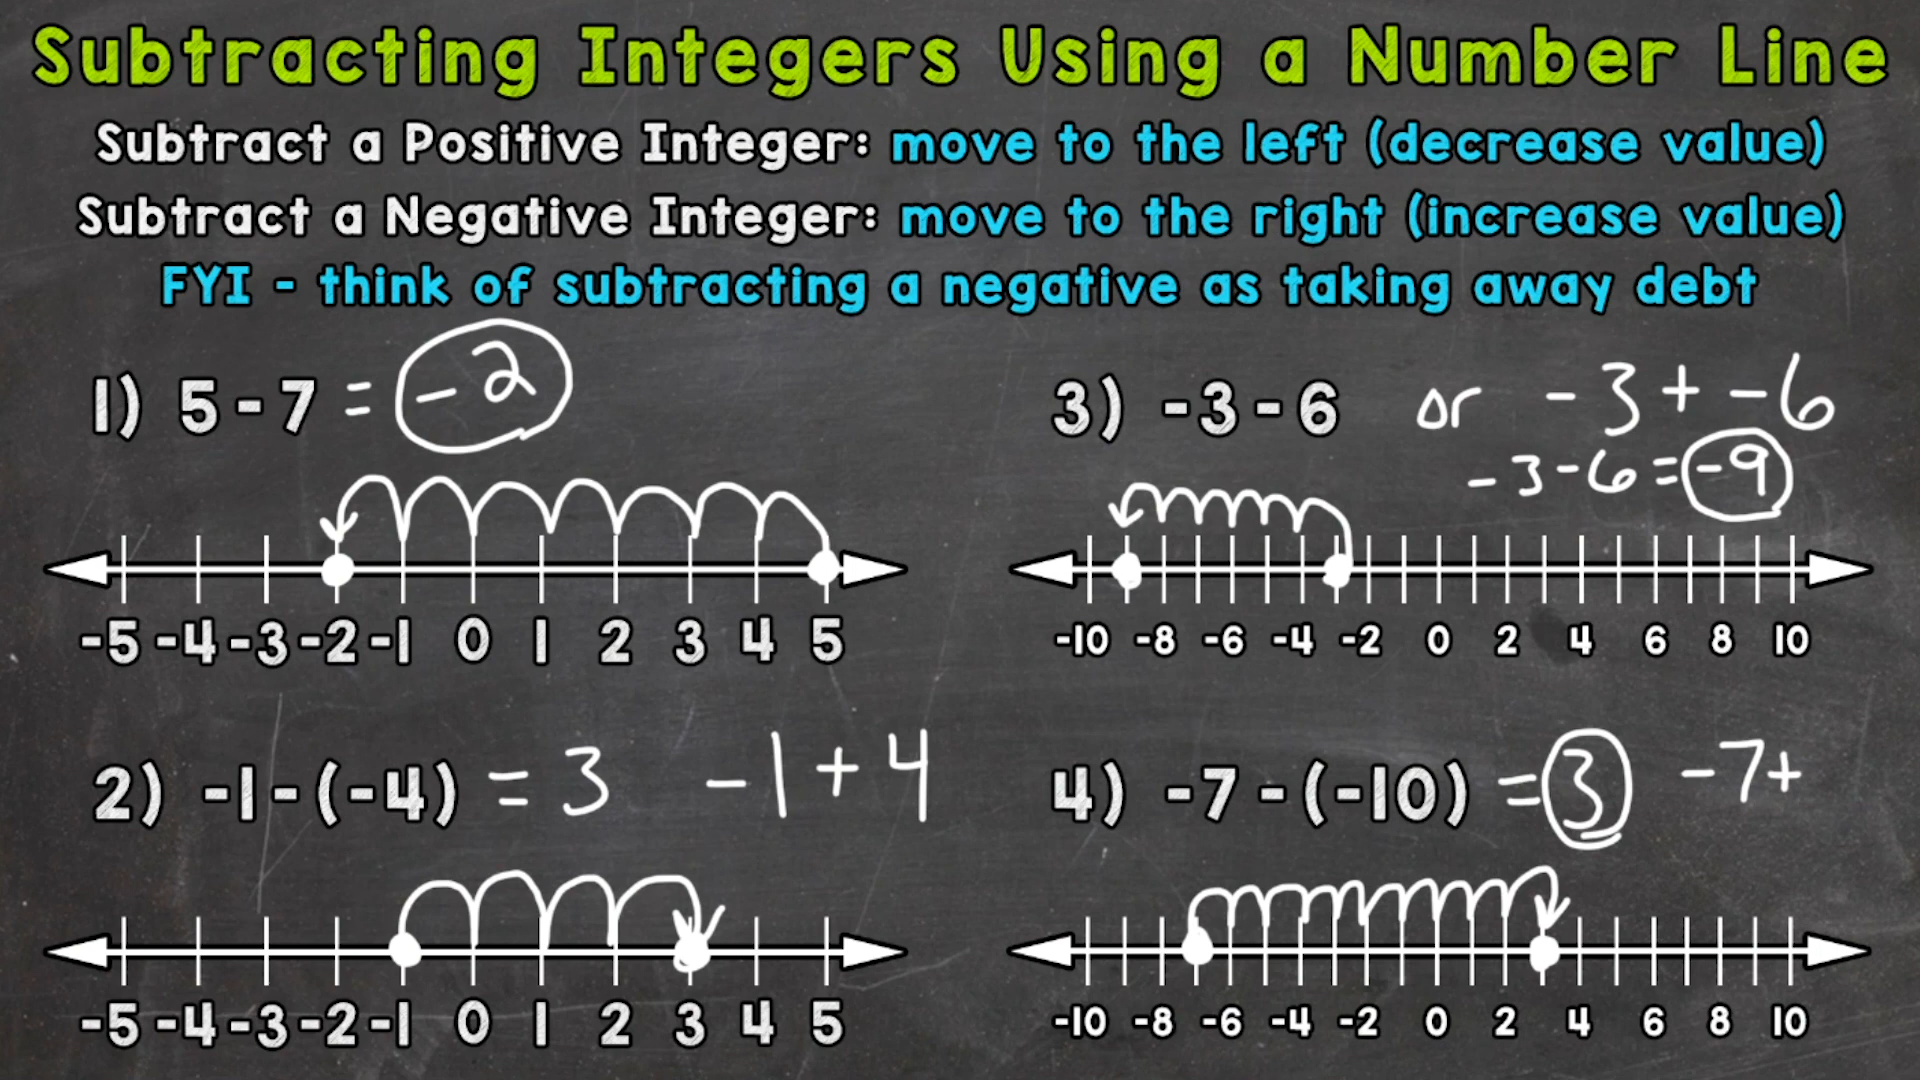 Subtracting Integers Using a Number Line
Subtract a Positive Integer: move to the left (decrease value)
Subtract a Negative Integer: move to the right (increase value)
FYI - think of subtracting a negative as taking away debt
1) 5 - 7 = -2
-5 -4 -3 -2 -1 0 1 2 3 4 5
2) -1 - (-4) = 3 -1 + 4
-5 -4 -3 -2 -1 0 1 2 3 4 5
3) -3 - 6 or -3 + -6
-3 - 6 = -9
-10 -8 -6 -4 -2 0 2 4 6 8 10
4) -7 - (-10) = 3 -7 +
-10 -8 -6 -4 -2 0 2 4 6 8 10